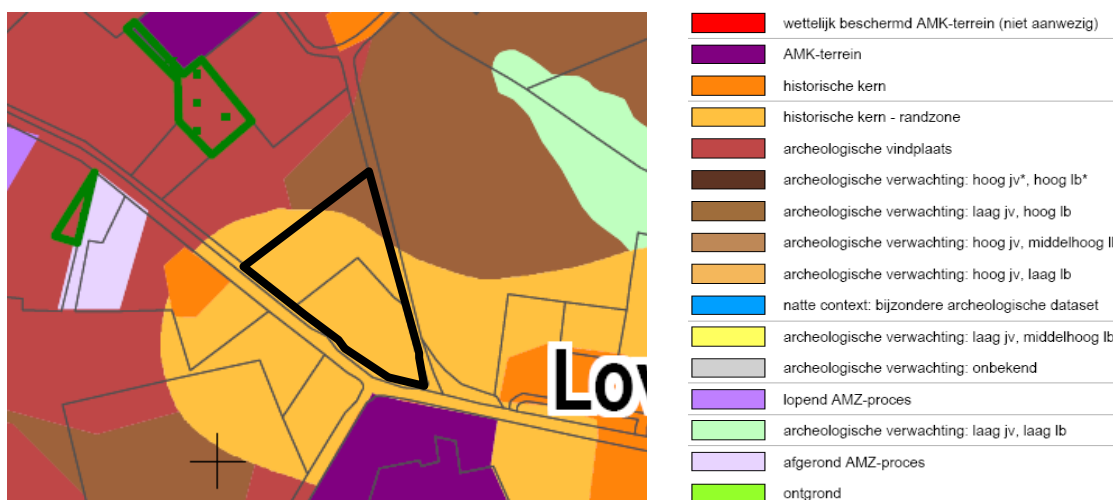 wettelijk beschermd AMK-terrein (niet aanwezig)
AMK-terrein
historische kern
historische kern - randzone
archeologische vindplaats
archeologische verwachting: hoog jv*, hoog lb*
archeologische verwachting: laag jv, hoog lb
archeologische verwachting: hoog jv, middelhoog l
archeologische verwachting: hoog jv, laag lb
natte context: bijzondere archeologische dataset
archeologische verwachting: laag jv, middelhoog lb
archeologische verwachting: onbekend
lopend AMZ-proces
archeologische verwachting: laag jv, laag lb
afgerond AMZ-proces
ontgrond
Lov